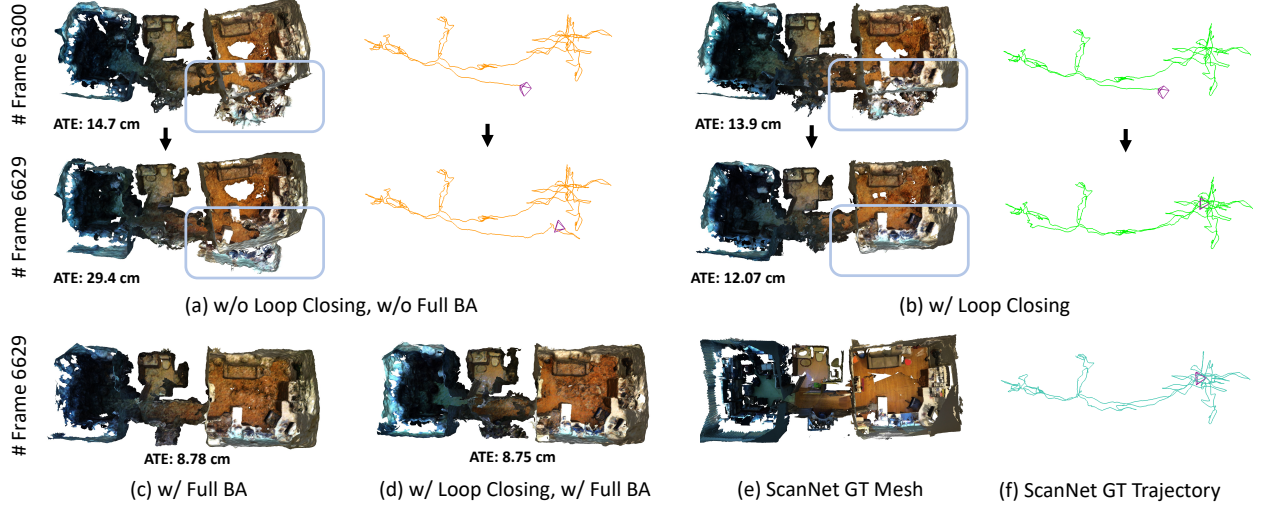 # Frame 6300
ATE: 14.7 cm
ATE: 13.9 cm
# Frame 6629
ATE: 29.4 cm
ATE: 12.07 cm
(a) w/o Loop Closing, w/o Full BA
(b) w/ Loop Closing
# Frame 6629
ATE: 8.78 cm
ATE: 8.75 cm
(c) w/ Full BA
(d) w/ Loop Closing, w/ Full BA
(e) ScanNet GT Mesh
(f) ScanNet GT Trajectory